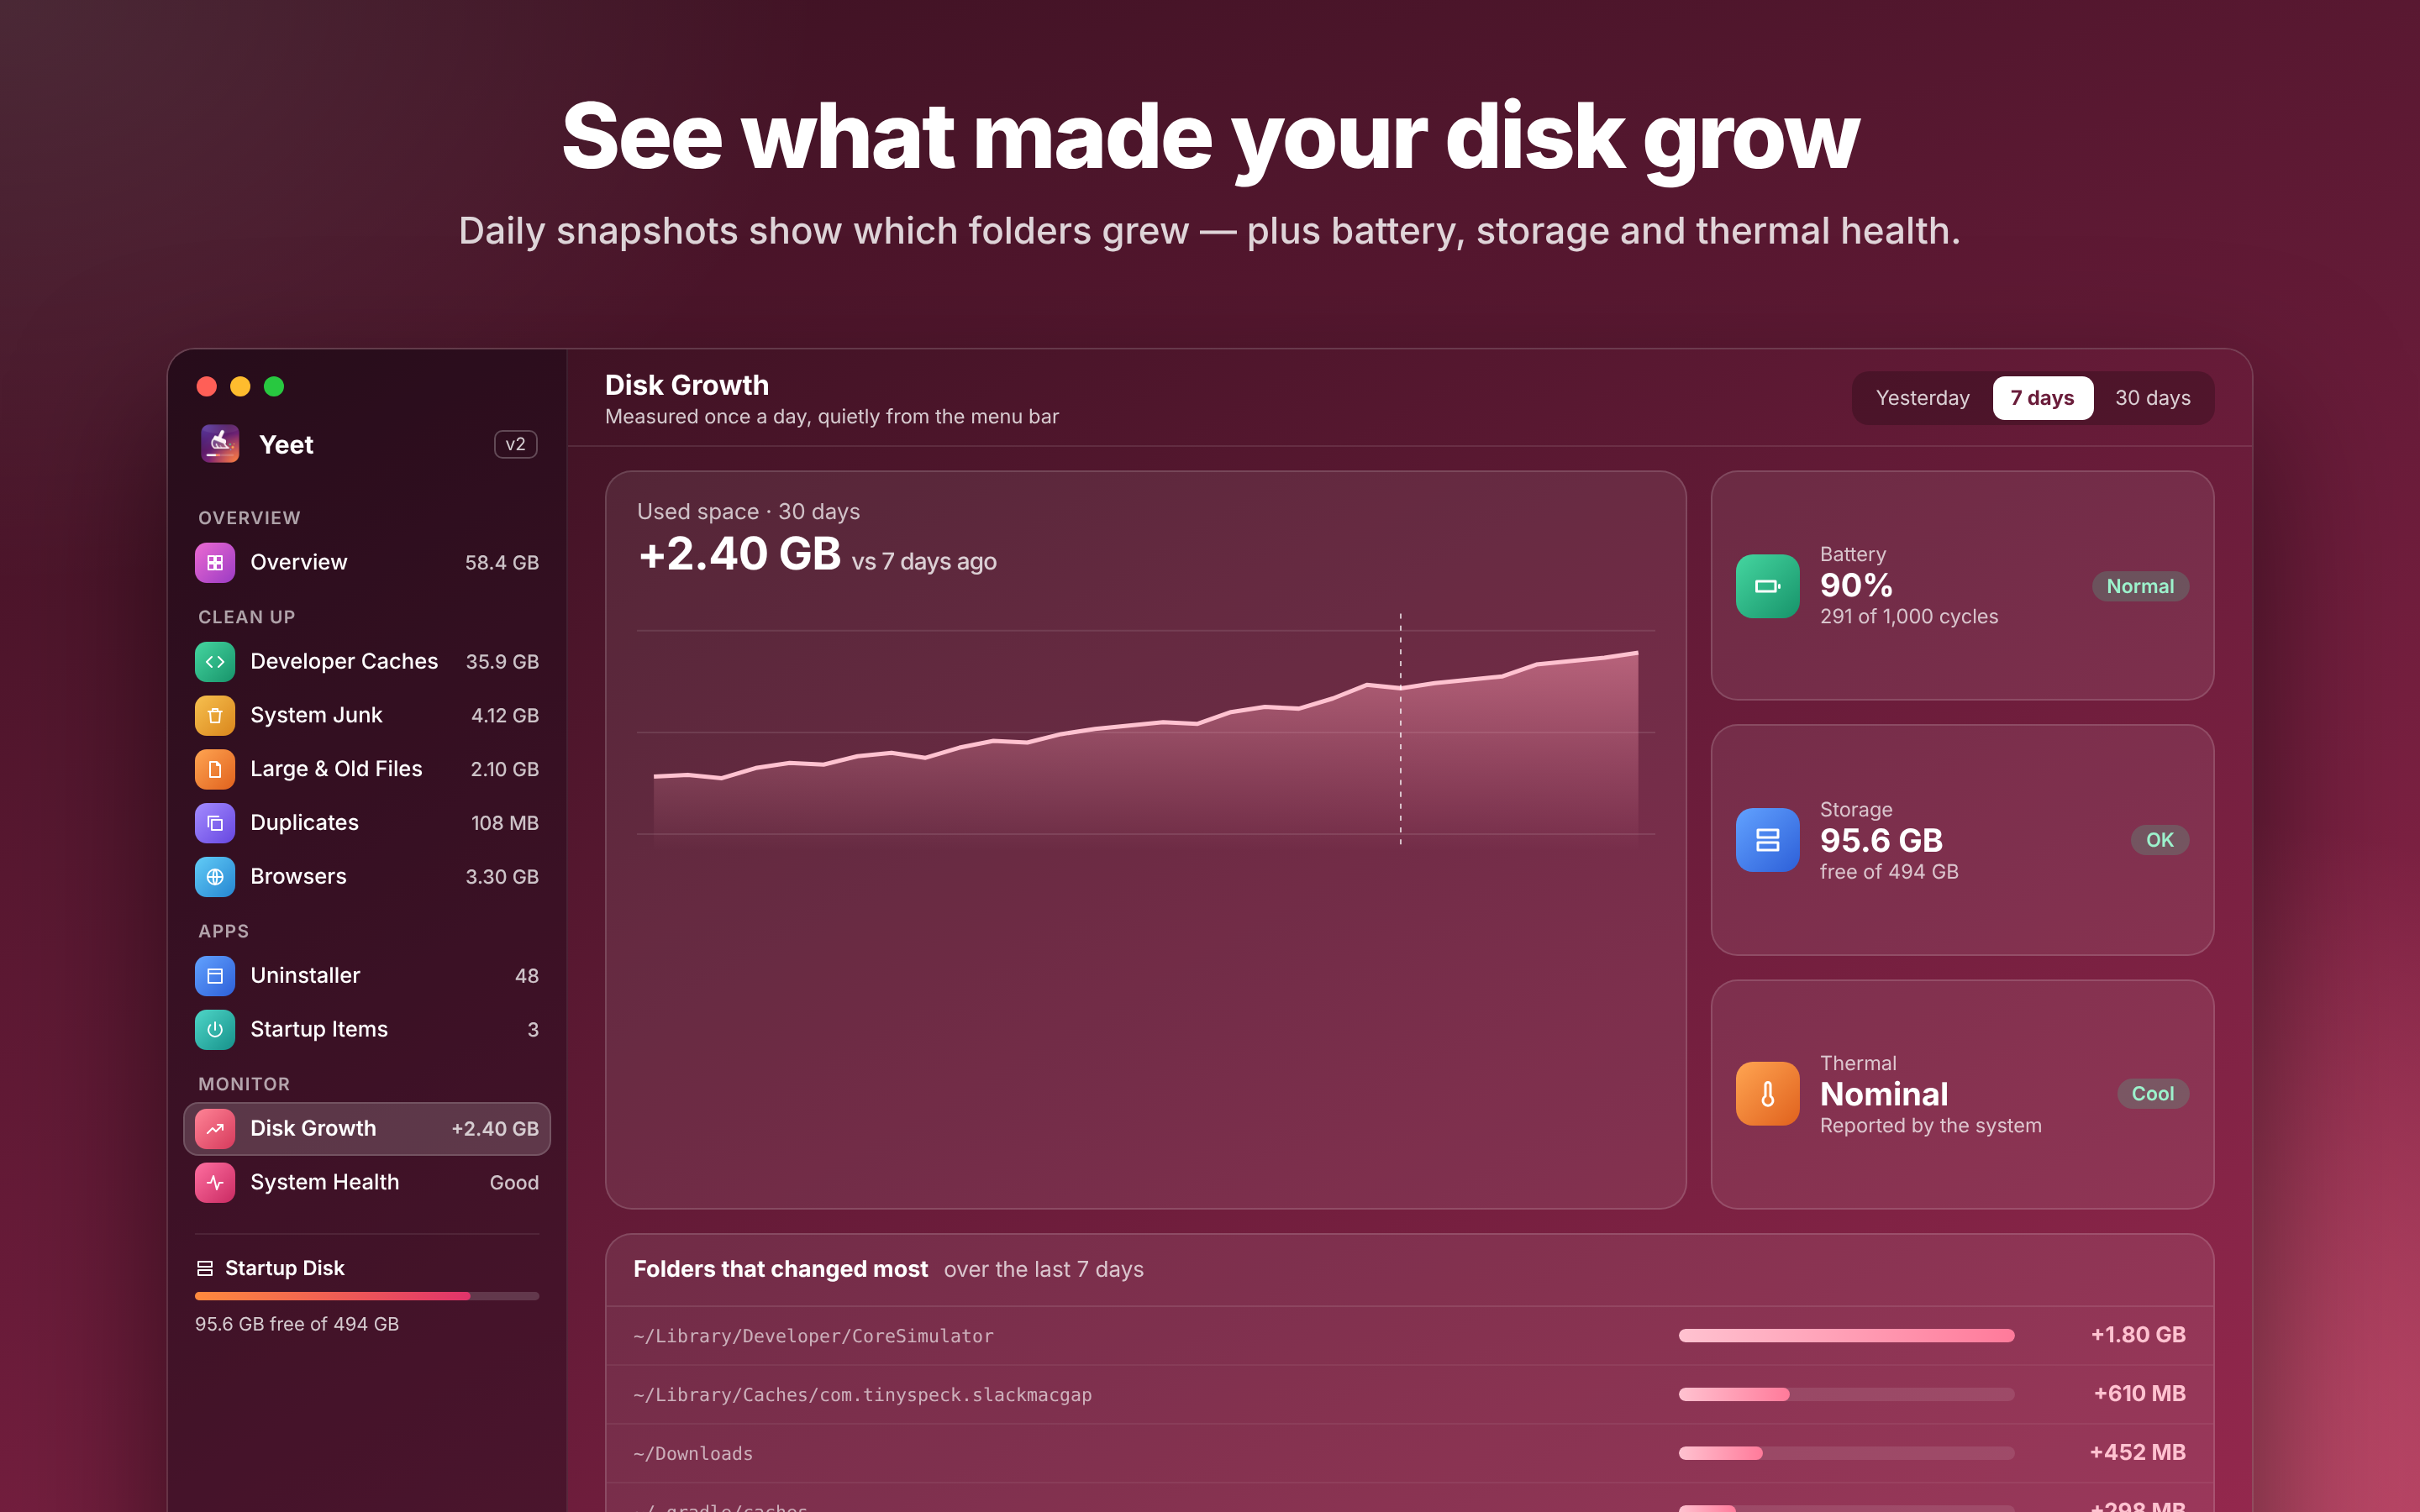 See what made your disk grow
Daily snapshots show which folders grew — plus battery, storage and thermal health.
Yeet v2
OVERVIEW
Overview 58.4 GB
CLEAN UP
Developer Caches 35.9 GB
System Junk 4.12 GB
Large & Old Files 2.10 GB
Duplicates 108 MB
Browsers 3.30 GB
APPS
Uninstaller 48
Startup Items 3
MONITOR
Disk Growth +2.40 GB
System Health Good
Startup Disk
95.6 GB free of 494 GB
Disk Growth
Measured once a day, quietly from the menu bar
Yesterday 7 days 30 days
Used space · 30 days
+2.40 GB vs 7 days ago
Battery
90%
291 of 1,000 cycles
Normal
Storage
95.6 GB
free of 494 GB
OK
Thermal
Nominal
Reported by the system
Cool
Folders that changed most over the last 7 days
~/Library/Developer/CoreSimulator +1.80 GB
~/Library/Caches/com.tinyspeck.slackmacgap +610 MB
~/Downloads +452 MB
~/.gradle/caches +298 MB